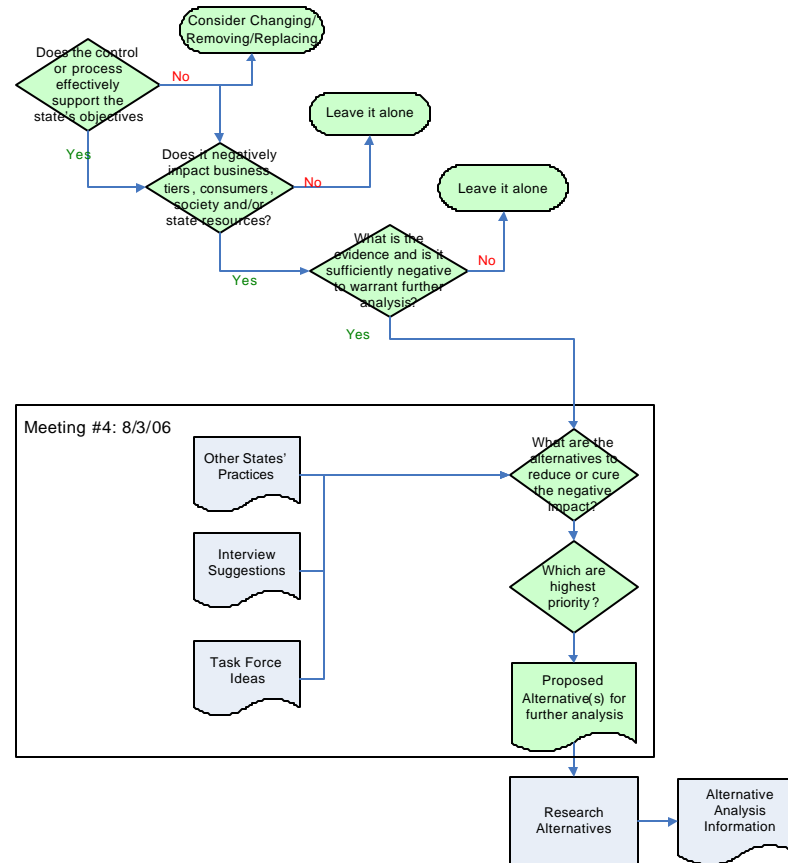 Consider Changing/
Removing/Replacing
Does the control
or process
effectively
support the
state's objectives
No
Yes
Leave it alone
Does it negatively
impact business
tiers, consumers,
society and/or
state resources?
No
Yes
Leave it alone
What is the
evidence and is it
sufficiently negative
to warrant further
analysis?
No
Yes
Meeting #4: 8/3/06
Other States'
Practices
What are the
alternatives to
reduce or cure
the negative
impact?
Interview
Suggestions
Which are
highest
priority?
Task Force
Ideas
Proposed
Alternative(s) for
further analysis
Research
Alternatives
Alternative
Analysis
Information